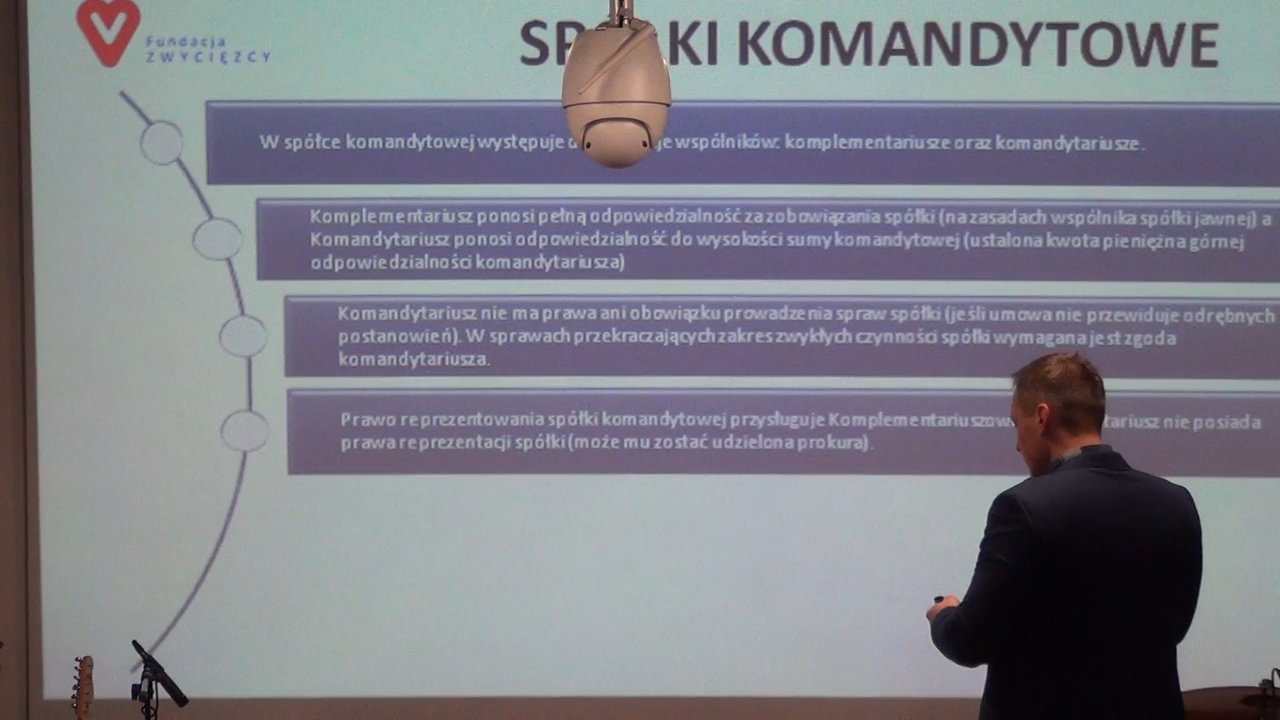 Fundacja
ZWYCIĘZCY
KOMANDYTOWE
W spółce komandytowej występuje wspólników: komplementariusze oraz komandytariusze.
Komplementariusz ponosi pełną odpowiedzialność za zobowiązania spółki (na zasadach wspólnika spółki jawnej) a
Komandytariusz ponosi odpowiedzialność do wysokości sumy komandytowej (ustalona kwota pieniężna górnej
odpowiedzialności komandytariusza)
Komandytariusz nie ma prawa ani obowiązku prowadzenia spraw spółki (jeśli umowa nie przewiduje odrębnych
postanowień). W sprawach przekraczających zakres zwykłych czynności spółki wymagana jest zgoda
komandytariusza.
Prawo reprezentowania spółki komandytowej przysługuje nie posiada
prawa reprezentacji spółki (może mu zostać udzielona prokura).